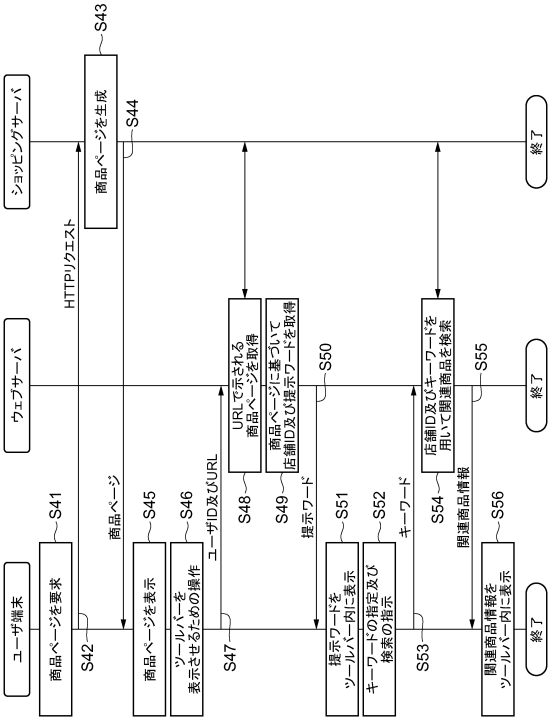 ユーザ端末
ウェブサーバ
ショッピングサーバ
商品ページを要求
S41
HTTPリクエスト
S42
商品ページを生成
S43
商品ページ
S44
商品ページを表示
S45
ツールバーを
表示させるための操作
S46
ユーザID及びURL
S47
URLで示される
商品ページを取得
S48
商品ページに基づいて
店舗ID及び提示ワードを取得
S49
提示ワード
S50
提示ワードを
ツールバー内に表示
S51
キーワードの指定及び
検索の指示
S52
キーワード
S53
店舗ID及びキーワードを
用いて関連商品を検索
S54
関連商品情報
S55
関連商品情報を
ツールバー内に表示
S56
終了
終了
終了